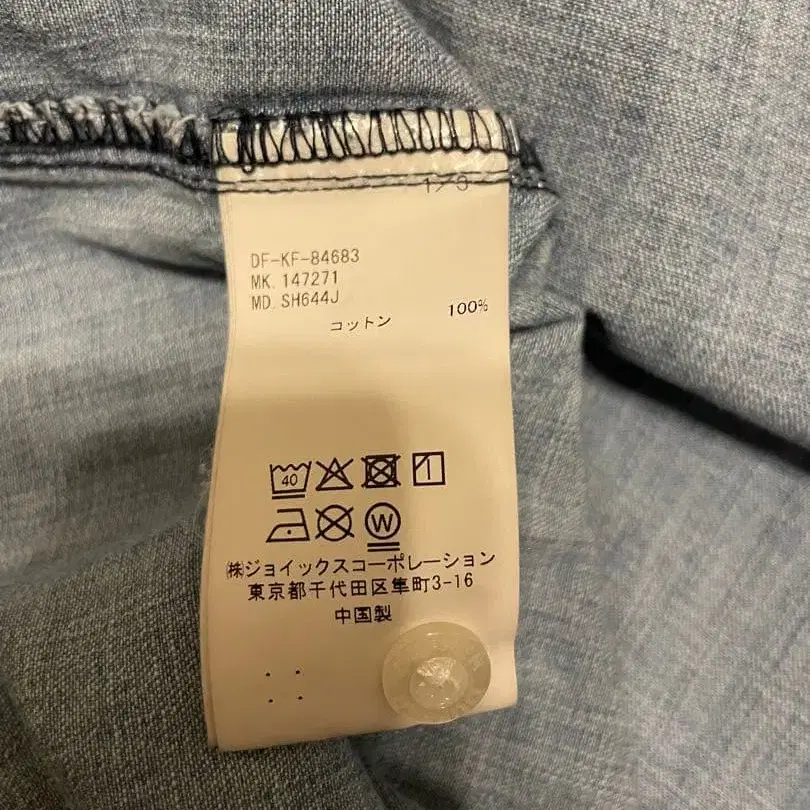 1/3
DF-KF-84683
MK. 147271
MD. SH644J
コットン 100%
40
W
㈱ジョイックスコーポレーション
東京都千代田区隼町3-16
中国製